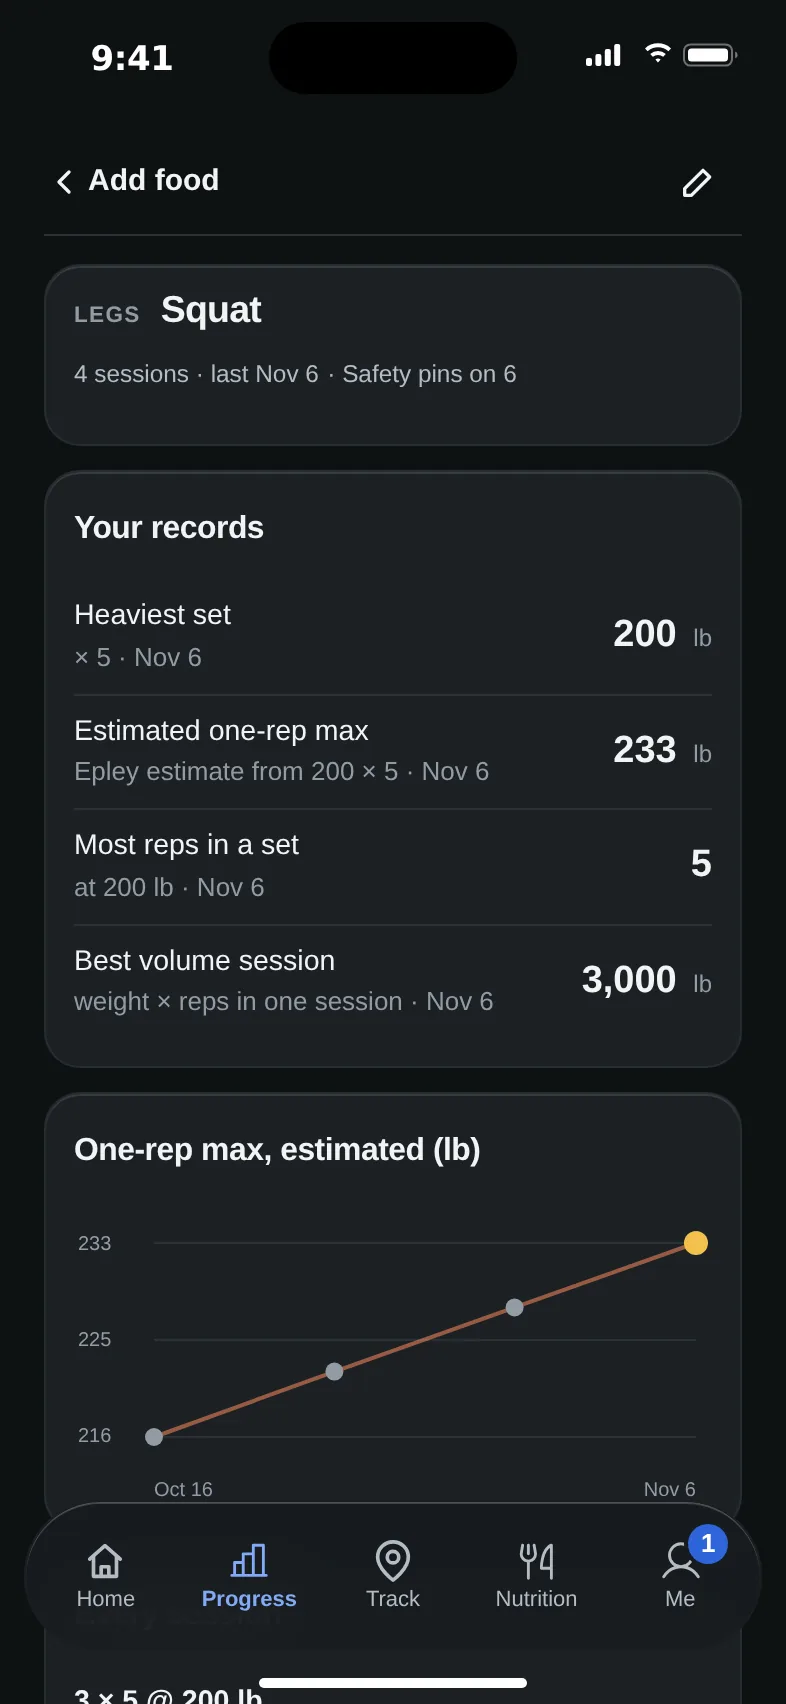 9:41
Add food
LEGS Squat
4 sessions · last Nov 6 · Safety pins on 6
Your records
Heaviest set
200 lb
× 5 · Nov 6
Estimated one-rep max
233 lb
Epley estimate from 200 × 5 · Nov 6
Most reps in a set
5
at 200 lb · Nov 6
Best volume session
3,000 lb
weight × reps in one session · Nov 6
One-rep max, estimated (lb)
233
225
216
Oct 16 Nov 6
1
Home Progress Track Nutrition Me
3 × 5 @ 200 lb